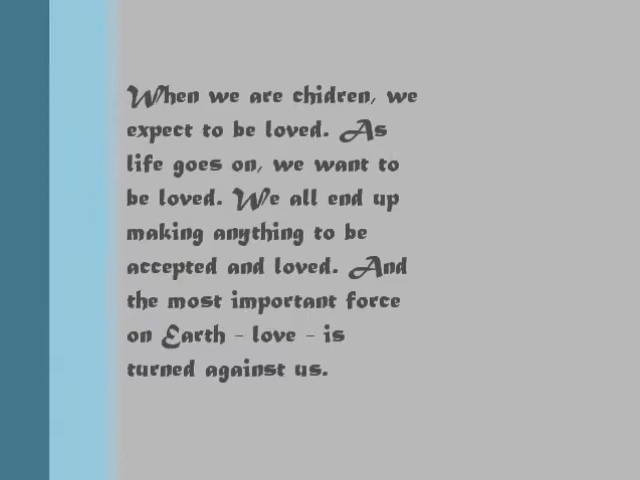 When we are chidren, we
expect to be loved. As
life goes on, we want to
be loved. We all end up
making anything to be
accepted and loved. And
the most important force
on Earth - love - is
turned against us.